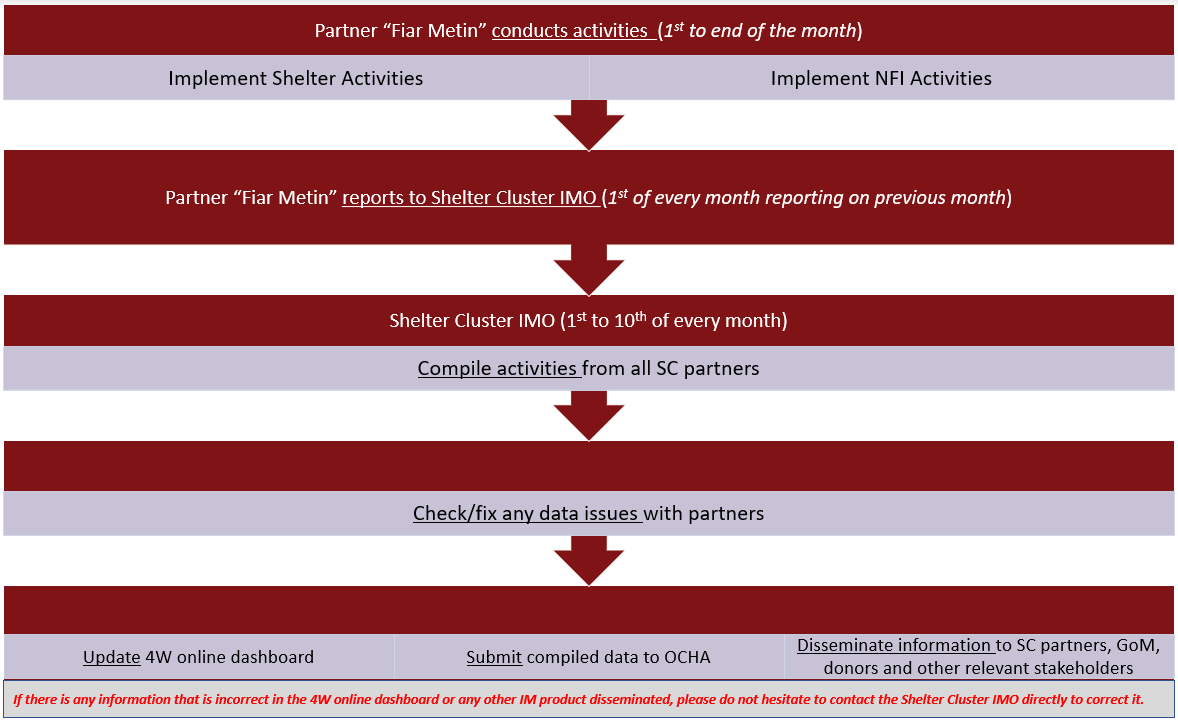 Partner “Fiar Metin” conducts activities (1st to end of the month)
Implement Shelter Activities
Implement NFI Activities
Partner “Fiar Metin” reports to Shelter Cluster IMO (1st of every month reporting on previous month)
Shelter Cluster IMO (1st to 10th of every month)
Compile activities from all SC partners
Check/fix any data issues with partners
Update 4W online dashboard
Submit compiled data to OCHA
Disseminate information to SC partners, GoM,
donors and other relevant stakeholders
If there is any information that is incorrect in the 4W online dashboard or any other IM product disseminated, please do not hesitate to contact the Shelter Cluster IMO directly to correct it.